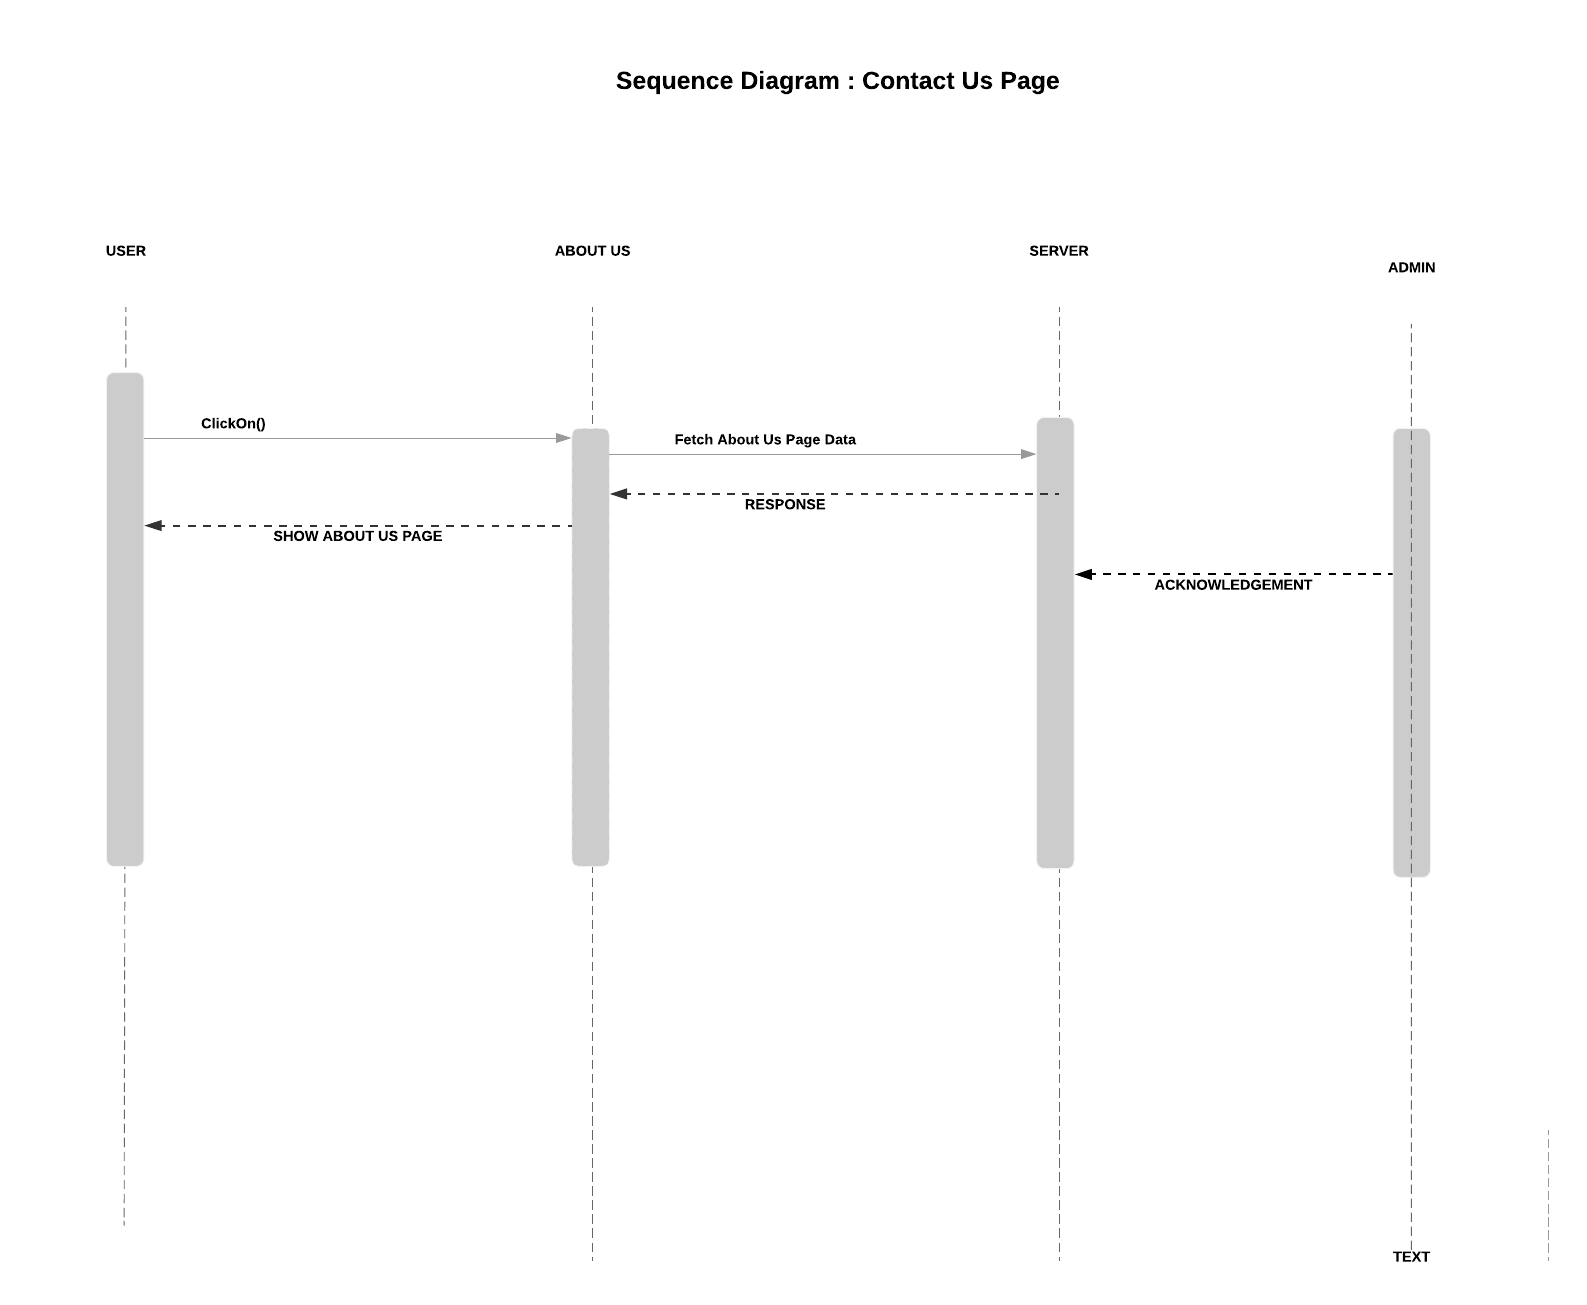 Sequence Diagram : Contact Us Page
USER
ABOUT US
SERVER
ADMIN
ClickOn()
Fetch About Us Page Data
RESPONSE
SHOW ABOUT US PAGE
ACKNOWLEDGEMENT
TEXT